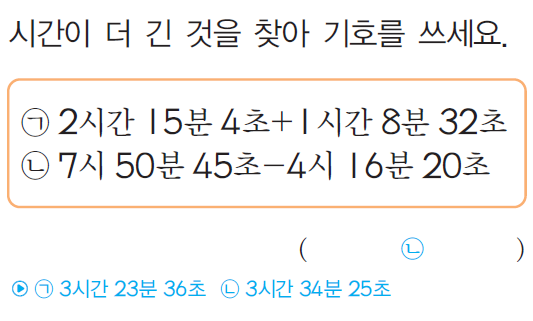 시간이 더 긴 것을 찾아 기호를 쓰세요.
㉠ 2시간 15분 4초+1시간 8분 32초
㉡ 7시 50분 45초-4시 16분 20초
( ㉡ )
▶ ㉠ 3시간 23분 36초 ㉡ 3시간 34분 25초